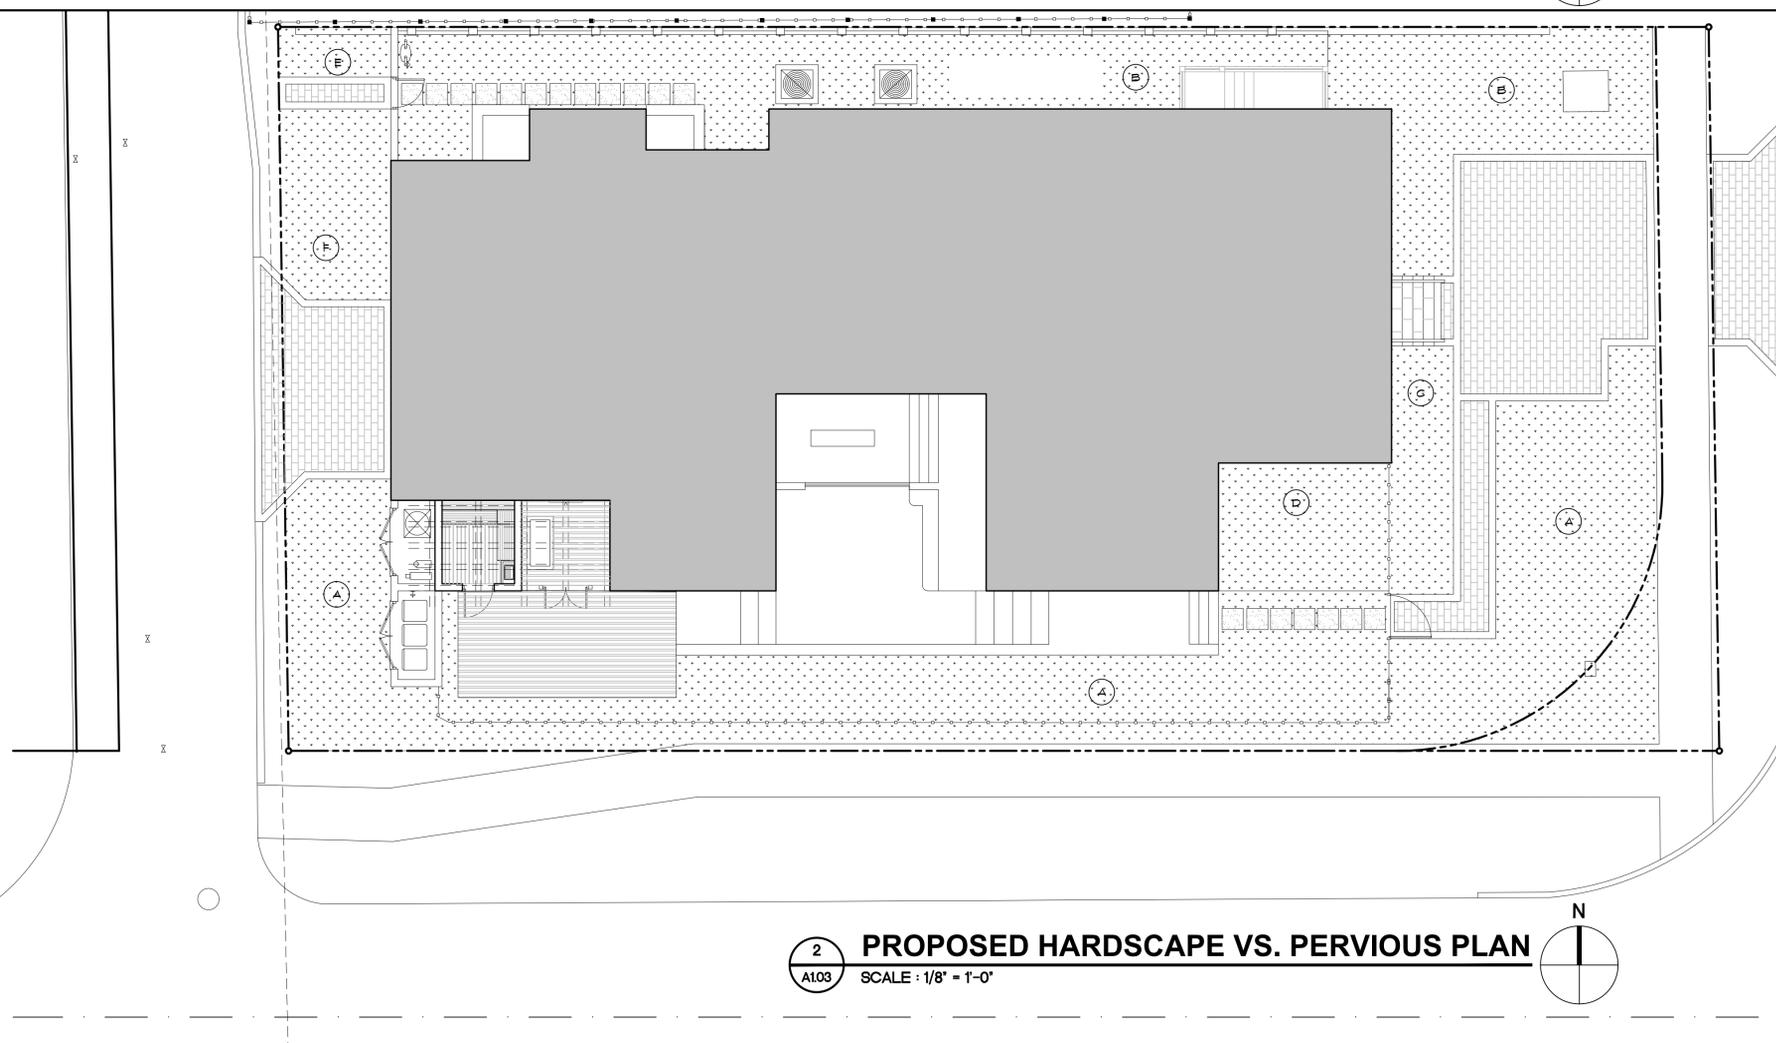 E
B
B
F
G
D
A
A
A
N
2
PROPOSED HARDSCAPE VS. PERVIOUS PLAN
A1.03
SCALE : 1/8" = 1'-0"